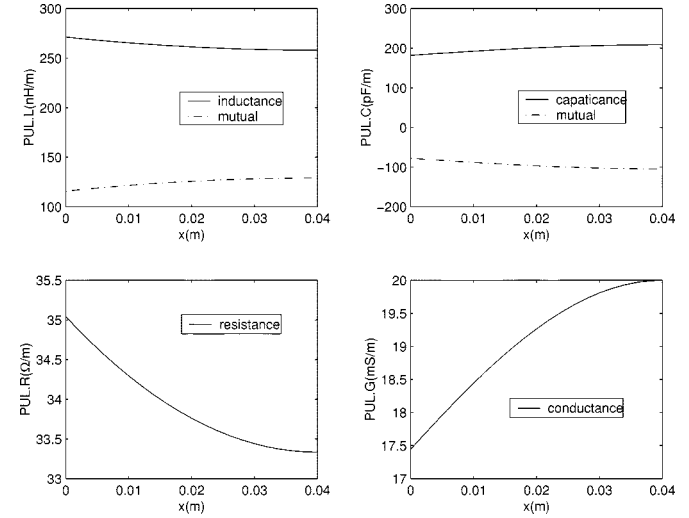 300
250
200
150
100
PUL.L(nH/m)
inductance
mutual
0 0.01 0.02 0.03 0.04
x(m)
300
200
100
0
−100
−200
PUL.C(pF/m)
capaticance
mutual
0 0.01 0.02 0.03 0.04
x(m)
35.5
35
34.5
34
33.5
33
PUL.R(Ω/m)
resistance
0 0.01 0.02 0.03 0.04
x(m)
20
19.5
19
18.5
18
17.5
17
PUL.G(mS/m)
conductance
0 0.01 0.02 0.03 0.04
x(m)